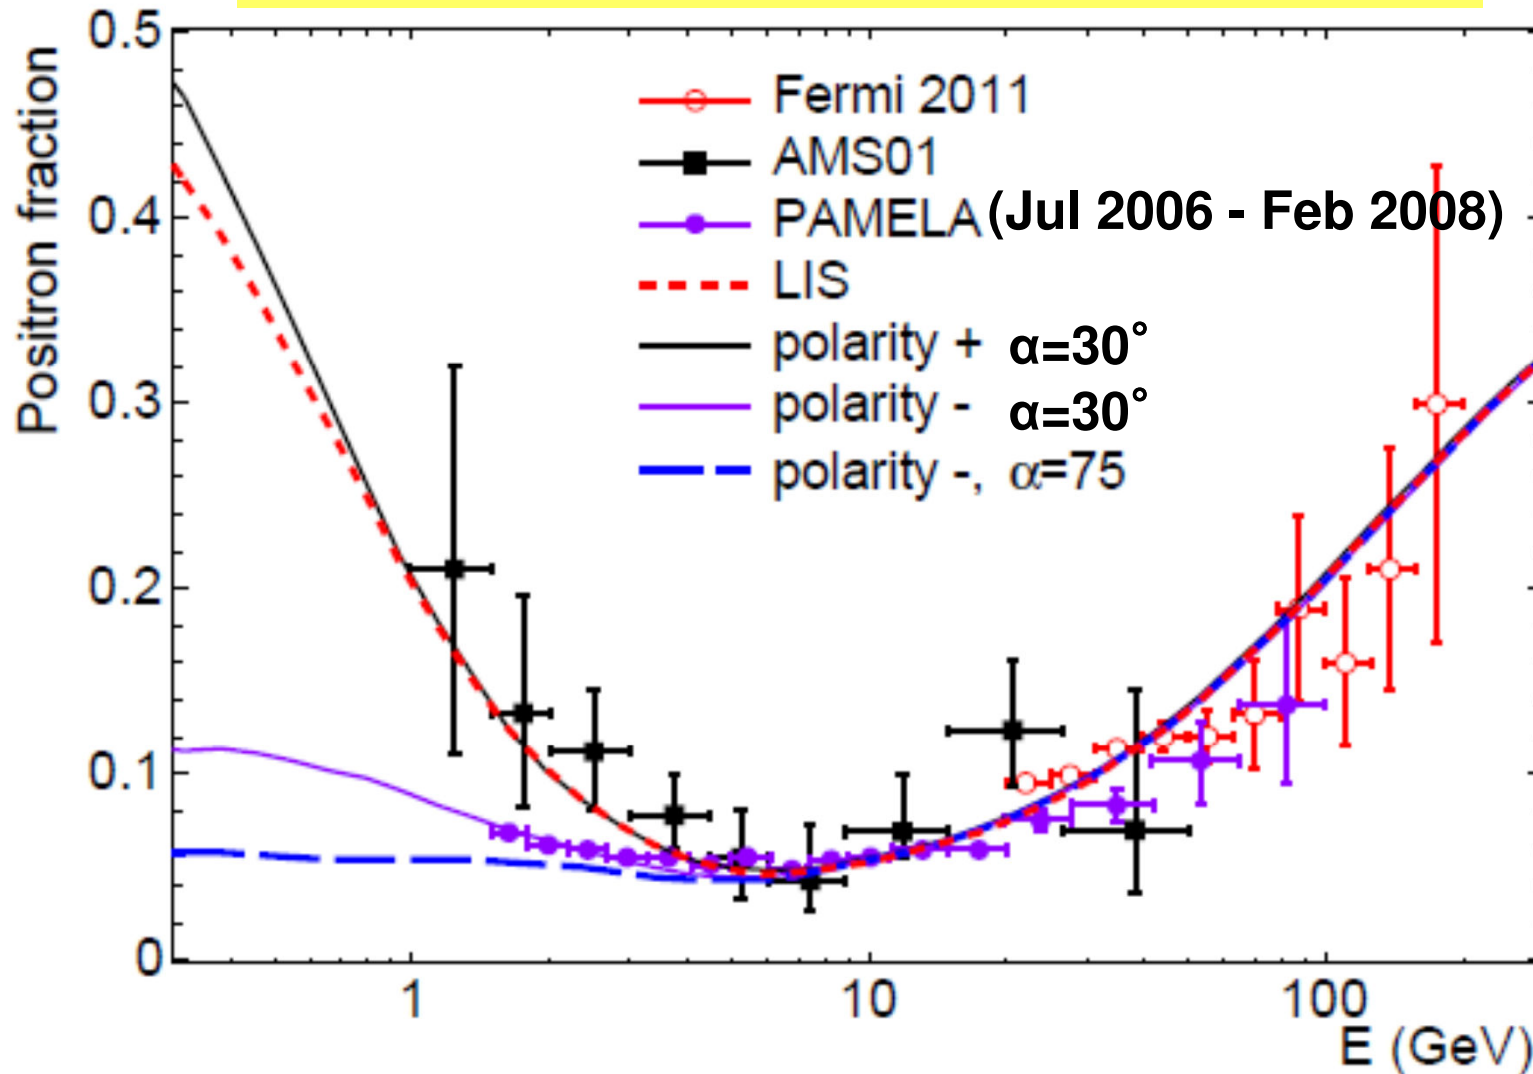 0.5
0.4
0.3
0.2
0.1
0
Positron fraction
Fermi 2011
AMS01
PAMELA (Jul 2006 - Feb 2008)
LIS
polarity + α=30°
polarity - α=30°
polarity -, α=75
1 10 100
E (GeV)